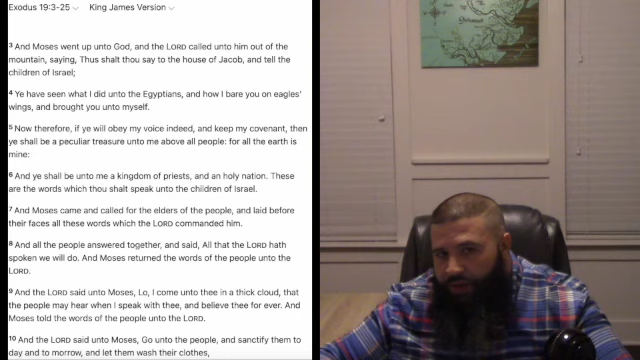 Exodus 19:3-25 King James Version
3 And Moses went up unto God, and the LORD called unto him out of the
mountain, saying, Thus shalt thou say to the house of Jacob, and tell the
children of Israel;
4 Ye have seen what I did unto the Egyptians, and how I bare you on eagles'
wings, and brought you unto myself.
5 Now therefore, if ye will obey my voice indeed, and keep my covenant, then
ye shall be a peculiar treasure unto me above all people: for all the earth is
mine:
6 And ye shall be unto me a kingdom of priests, and an holy nation. These
are the words which thou shalt speak unto the children of Israel.
7 And Moses came and called for the elders of the people, and laid before
their faces all these words which the LORD commanded him.
8 And all the people answered together, and said, All that the LORD hath
spoken we will do. And Moses returned the words of the people unto the
LORD.
9 And the LORD said unto Moses, Lo, I come unto thee in a thick cloud, that
the people may hear when I speak with thee, and believe thee for ever. And
Moses told the words of the people unto the LORD.
10 And the LORD said unto Moses, Go unto the people, and sanctify them to
day and to morrow, and let them wash their clothes,